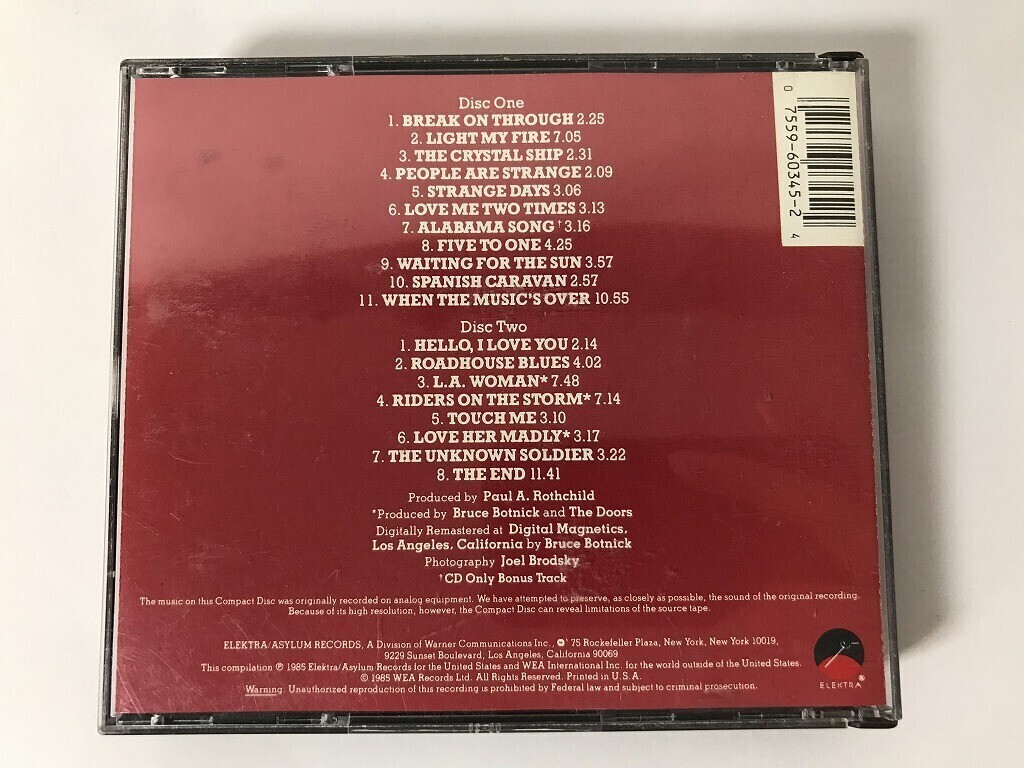 Disc One
1. BREAK ON THROUGH 2.25
2. LIGHT MY FIRE 7.05
3. THE CRYSTAL SHIP 2.31
4. PEOPLE ARE STRANGE 2.09
5. STRANGE DAYS 3.06
6. LOVE ME TWO TIMES 3.13
7. ALABAMA SONG † 3.16
8. FIVE TO ONE 4.25
9. WAITING FOR THE SUN 3.57
10. SPANISH CARAVAN 2.57
11. WHEN THE MUSIC'S OVER 10.55
Disc Two
1. HELLO, I LOVE YOU 2.14
2. ROADHOUSE BLUES 4.02
3. L.A. WOMAN* 7.48
4. RIDERS ON THE STORM* 7.14
5. TOUCH ME 3.10
6. LOVE HER MADLY* 3.17
7. THE UNKNOWN SOLDIER 3.22
8. THE END 11.41
Produced by Paul A. Rothchild
*Produced by Bruce Botnick and The Doors
Digitally Remastered at Digital Magnetics,
Los Angeles, California by Bruce Botnick
Photography Joel Brodsky
†CD Only Bonus Track
The music on this Compact Disc was originally recorded on analog equipment. We have attempted to preserve, as closely as possible, the sound of the original recording.
Because of its high resolution, however, the Compact Disc can reveal limitations of the source tape.
ELEKTRA/ASYLUM RECORDS, A Division of Warner Communications Inc., 75 Rockefeller Plaza, New York, New York 10019,
9229 Sunset Boulevard, Los Angeles, California 90069
This compilation ℗ 1985 Elektra/Asylum Records for the United States and WEA International Inc. for the world outside of the United States.
© 1985 WEA Records Ltd. All Rights Reserved. Printed in U.S.A.
Warning: Unauthorized reproduction of this recording is prohibited by Federal law and subject to criminal prosecution.
0 7559-60345-2 4
ELEKTRA ®